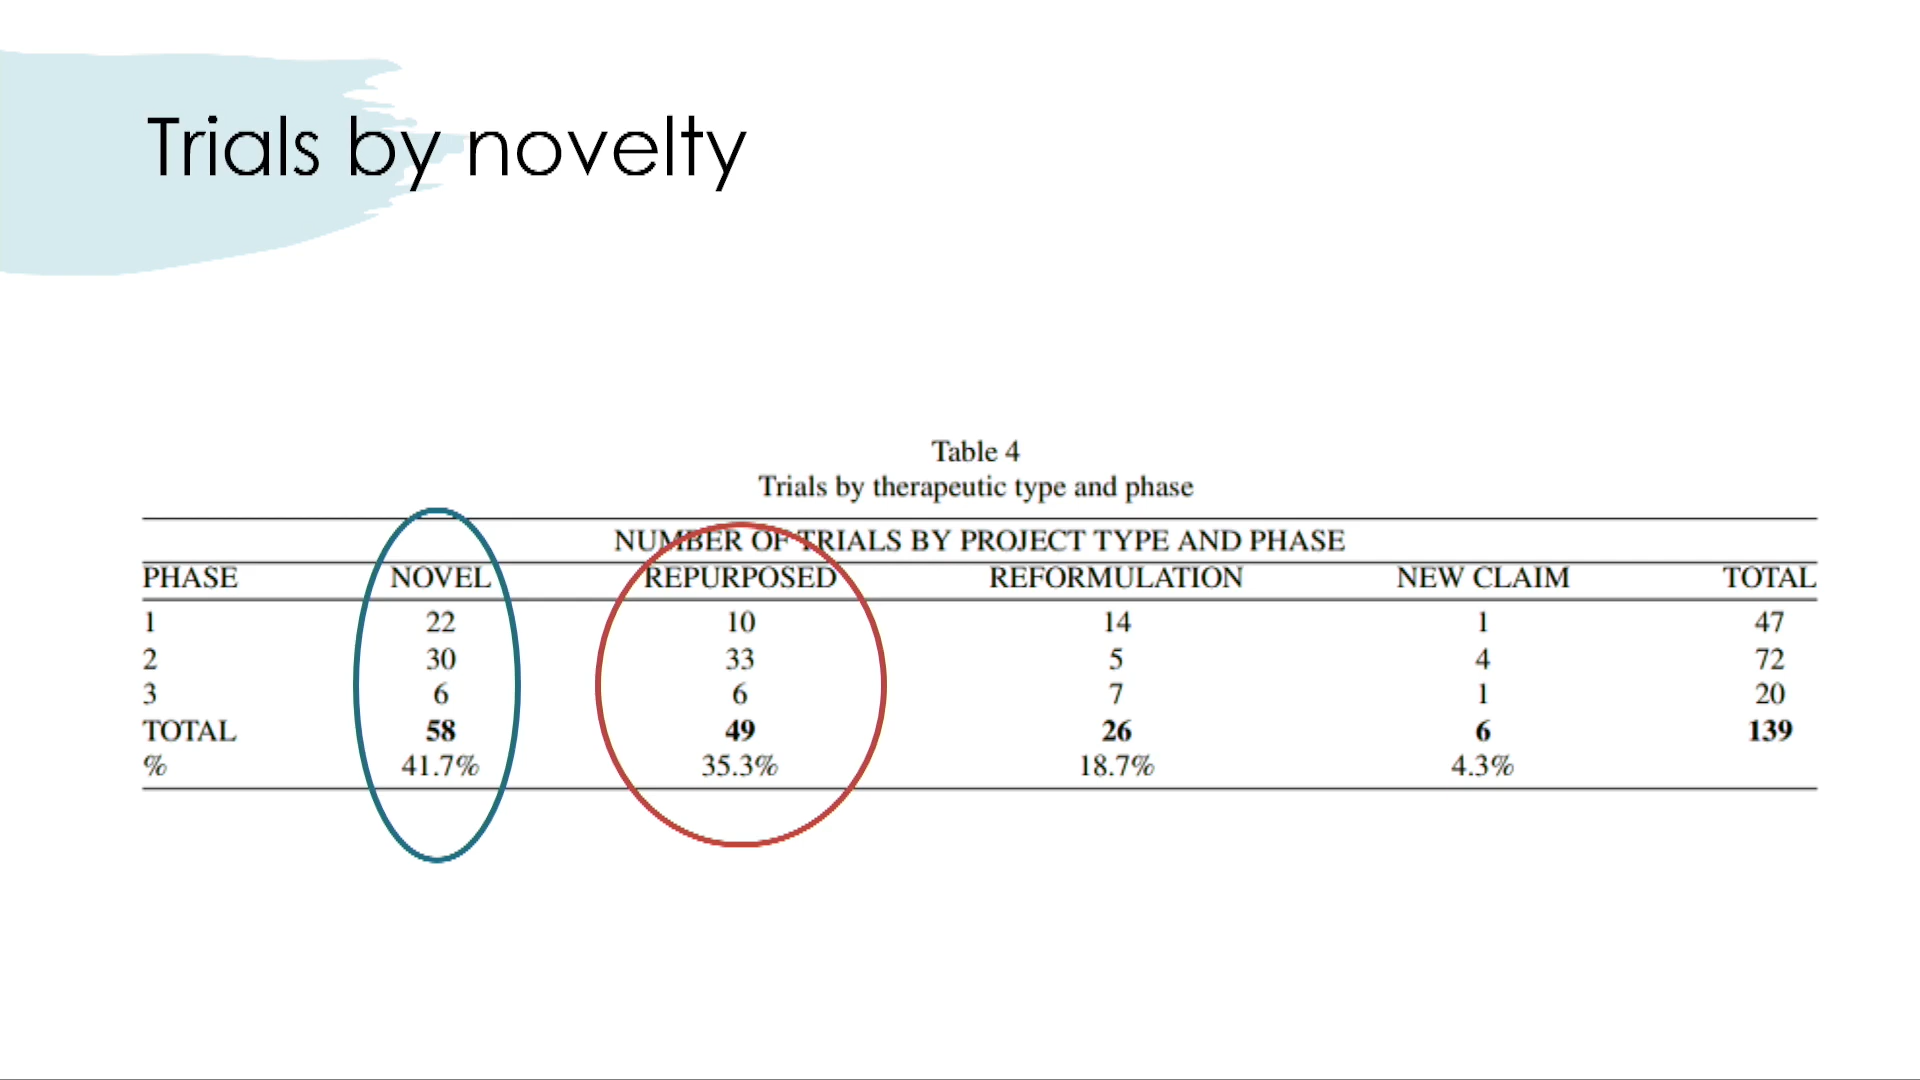 Trials by novelty
Table 4
Trials by therapeutic type and phase
NUMBER OF TRIALS BY PROJECT TYPE AND PHASE
PHASE NOVEL REPURPOSED REFORMULATION NEW CLAIM TOTAL
1 22 10 14 1 47
2 30 33 5 4 72
3 6 6 7 1 20
TOTAL 58 49 26 6 139
% 41.7% 35.3% 18.7% 4.3%